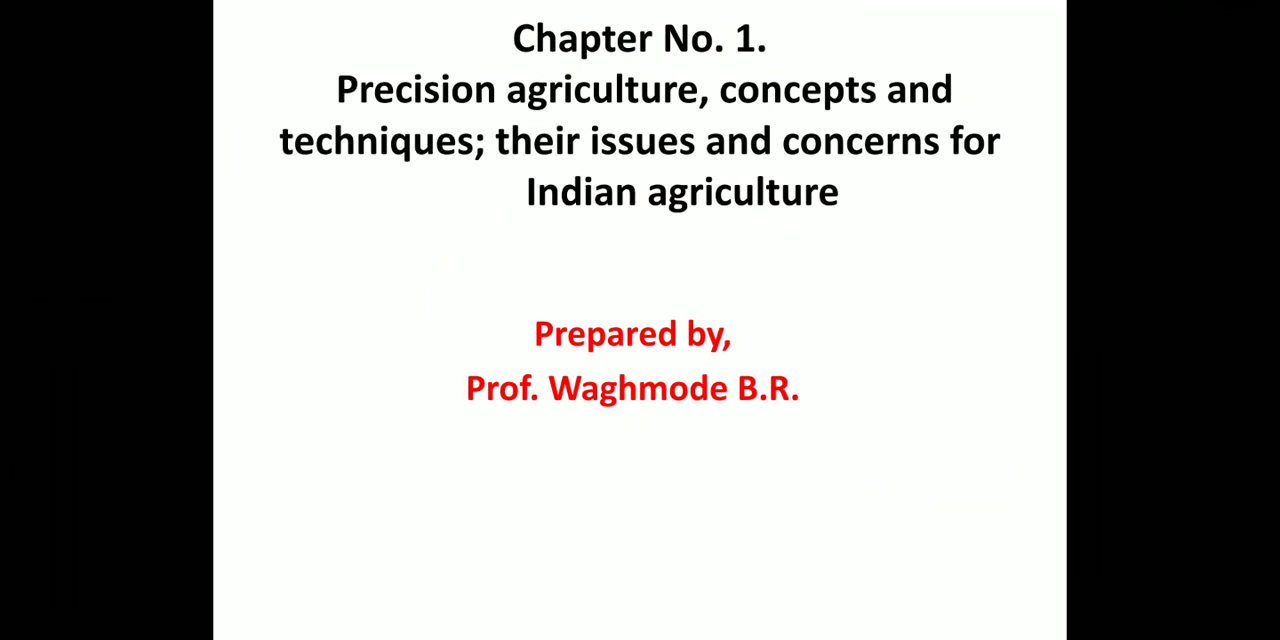 Chapter No. 1.
Precision agriculture, concepts and
techniques; their issues and concerns for
Indian agriculture
Prepared by,
Prof. Waghmode B.R.